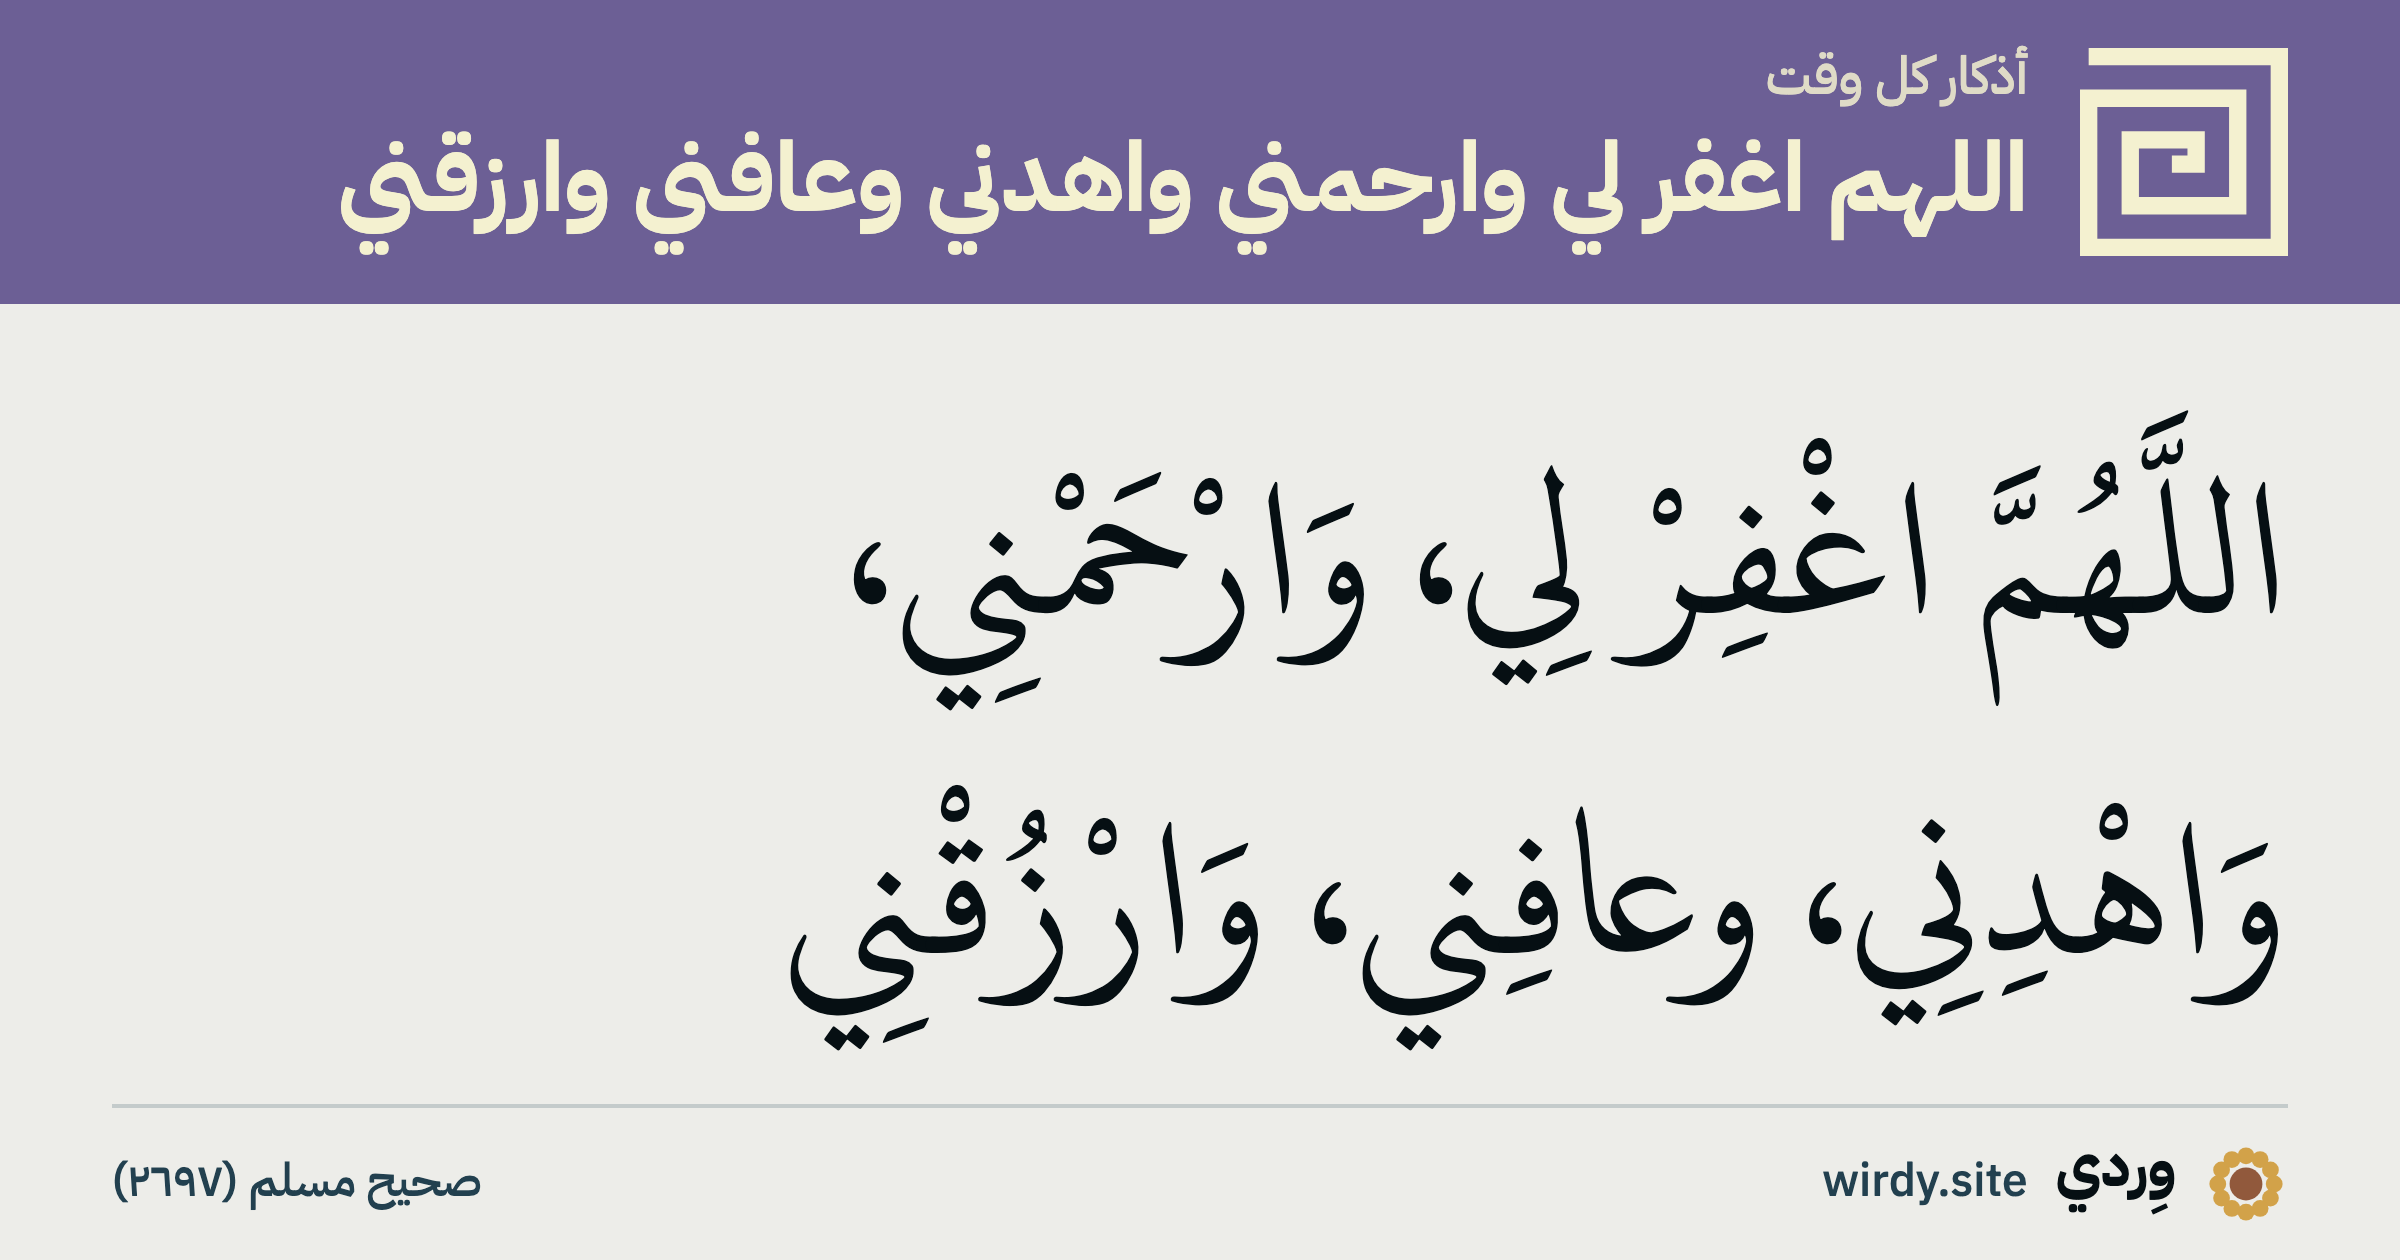 أذكار كل وقت
اللهم اغفر لي وارحمني واهدني وعافني وارزقني
اللَّهُمَّ اغْفِرْ لِي، وَارْحَمْنِي،
وَاهْدِنِي، وعافِني، وَارْزُقْنِي
وِردي wirdy.site
صحيح مسلم (٢٦٩٧)